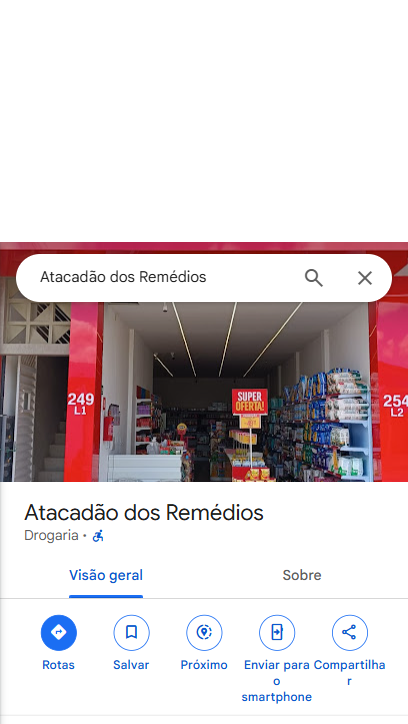 Atacadão dos Remédios
249
L1
SUPER
OFERTA!
254
L2
Atacadão dos Remédios
Drogaria ·
Visão geral
Sobre
Rotas
Salvar
Próximo
Enviar para
o
smartphone
Compartilha
r